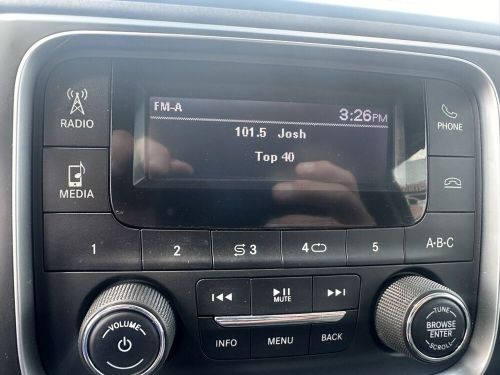 FM-A 3:26PM
101.5 Josh
Top 40
RADIO
PHONE
MEDIA
1 2 3 4 5 A-B-C
MUTE
VOLUME
INFO MENU BACK
TUNE
BROWSE
ENTER
SCROLL